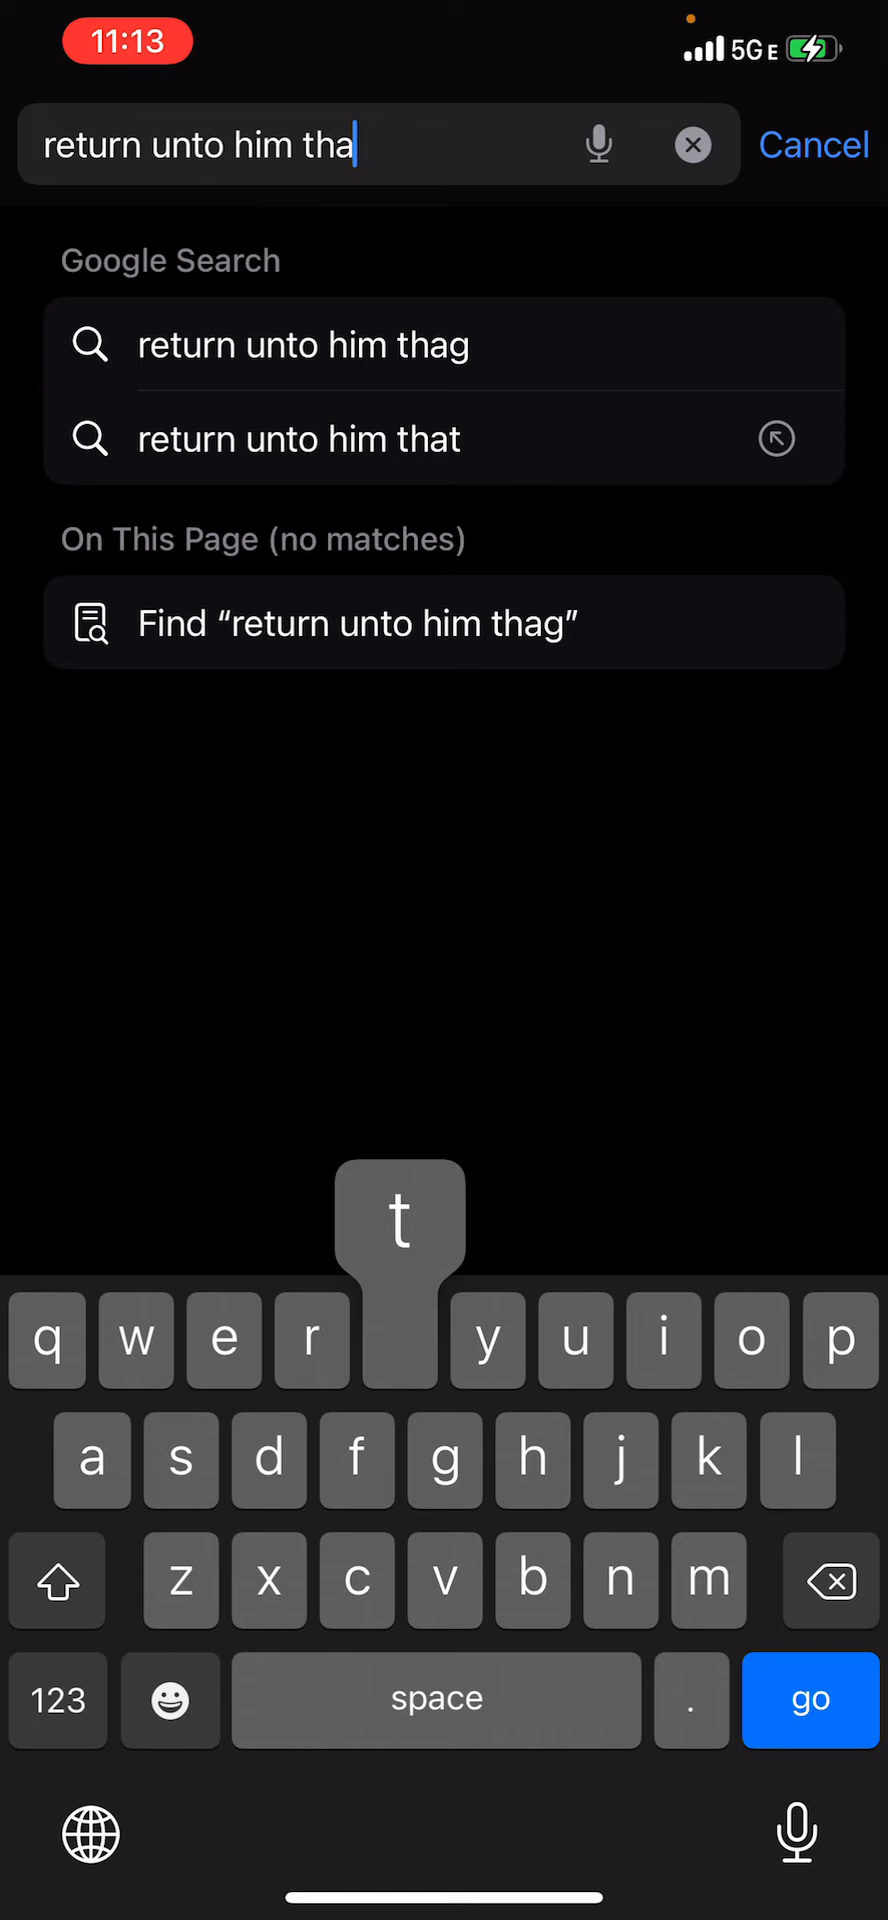 11:13
5G E
return unto him tha
Cancel
Google Search
return unto him thag
return unto him that
On This Page (no matches)
Find “return unto him thag”
t
q w e r y u i o p
a s d f g h j k l
z x c v b n m
123 space . go